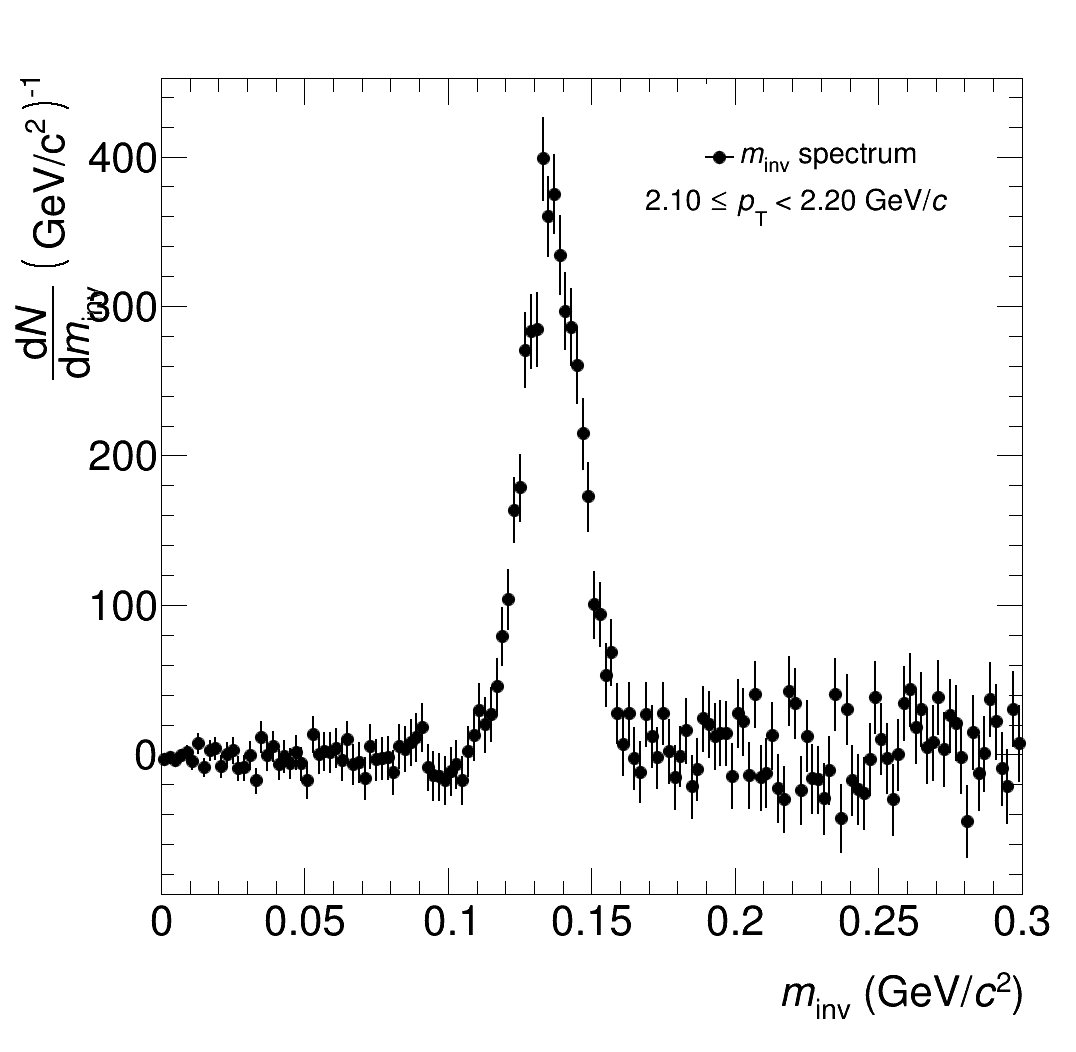 dN/dm_inv (GeV/c²)⁻¹
400
300
200
100
0
m_inv spectrum
2.10 ≤ p_T < 2.20 GeV/c
0 0.05 0.1 0.15 0.2 0.25 0.3
m_inv (GeV/c²)